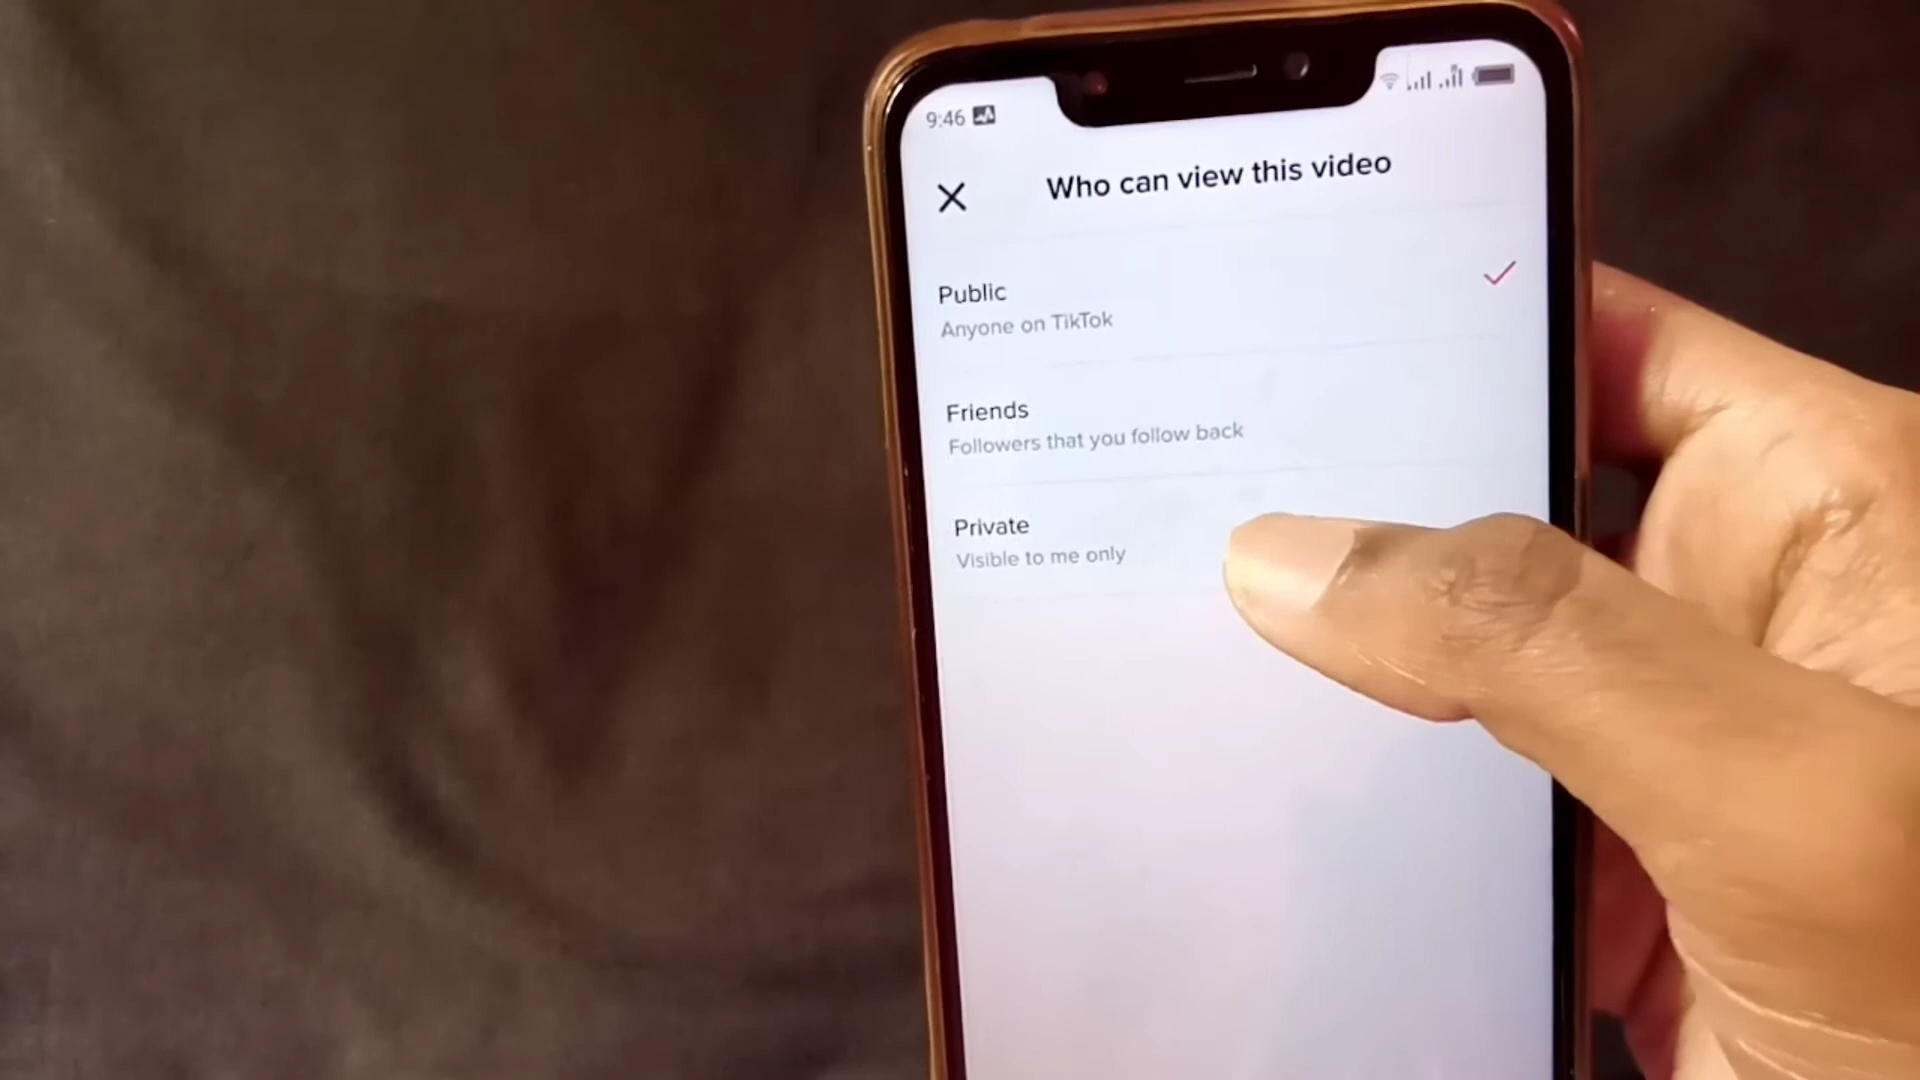 9:46
Who can view this video
Public
Anyone on TikTok
Friends
Followers that you follow back
Private
Visible to me only